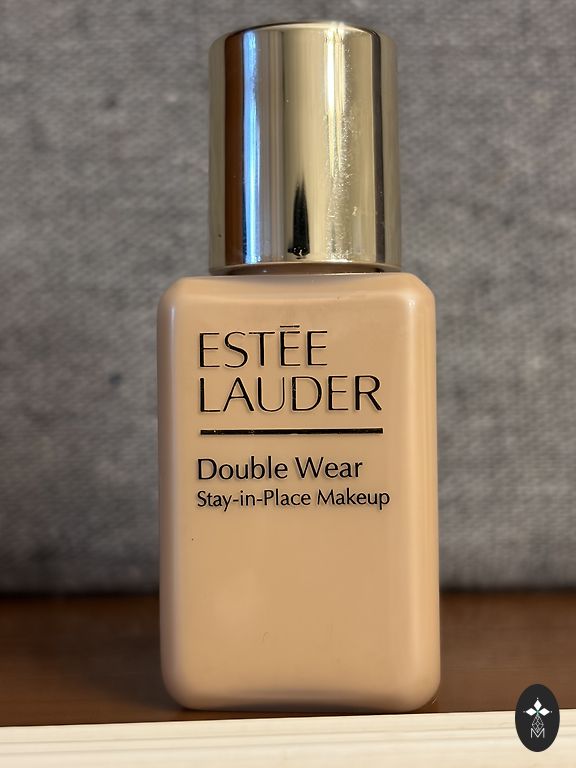 ESTĒE
LAUDER
Double Wear
Stay-in-Place Makeup
M